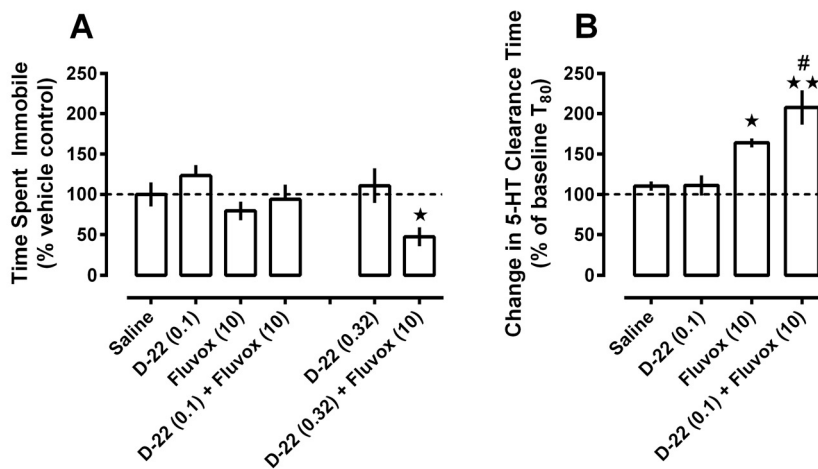 A
Time Spent Immobile
(% vehicle control)
250
200
150
100
50
0
★
Saline
D-22 (0.1)
Fluvox (10)
D-22 (0.1) + Fluvox (10)
D-22 (0.32)
D-22 (0.32) + Fluvox (10)
B
Change in 5-HT Clearance Time
(% of baseline T80)
250
200
150
100
50
0
★
#
★★
Saline
D-22 (0.1)
Fluvox (10)
D-22 (0.1) + Fluvox (10)